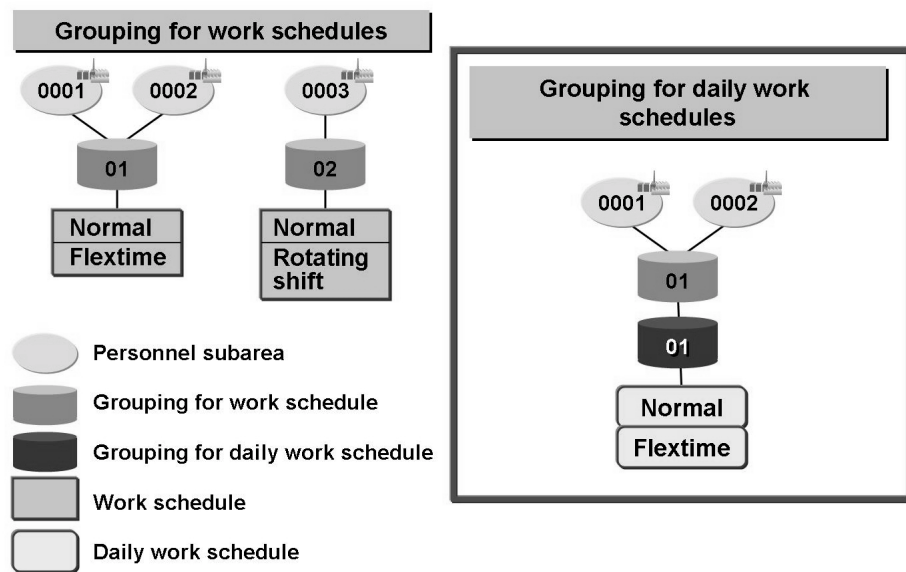 Grouping for work schedules
0001
0002
0003
01
02
Normal
Flextime
Normal
Rotating
shift
Personnel subarea
Grouping for work schedule
Grouping for daily work schedule
Work schedule
Daily work schedule
Grouping for daily work
schedules
0001
0002
01
01
Normal
Flextime